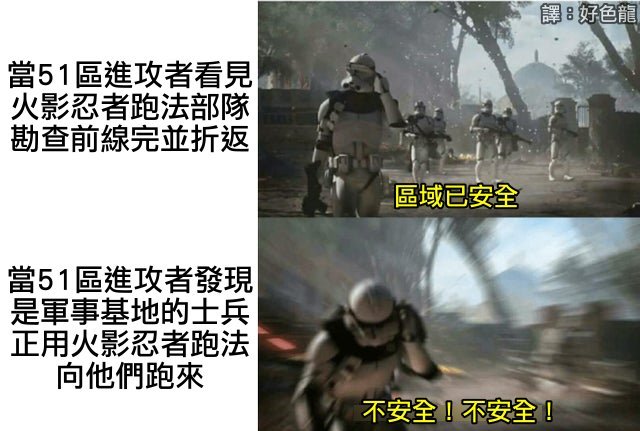 譯：好色龍
當51區進攻者看見
火影忍者跑法部隊
勘查前線完並折返
區域已安全
當51區進攻者發現
是軍事基地的士兵
正用火影忍者跑法
向他們跑來
不安全！不安全！